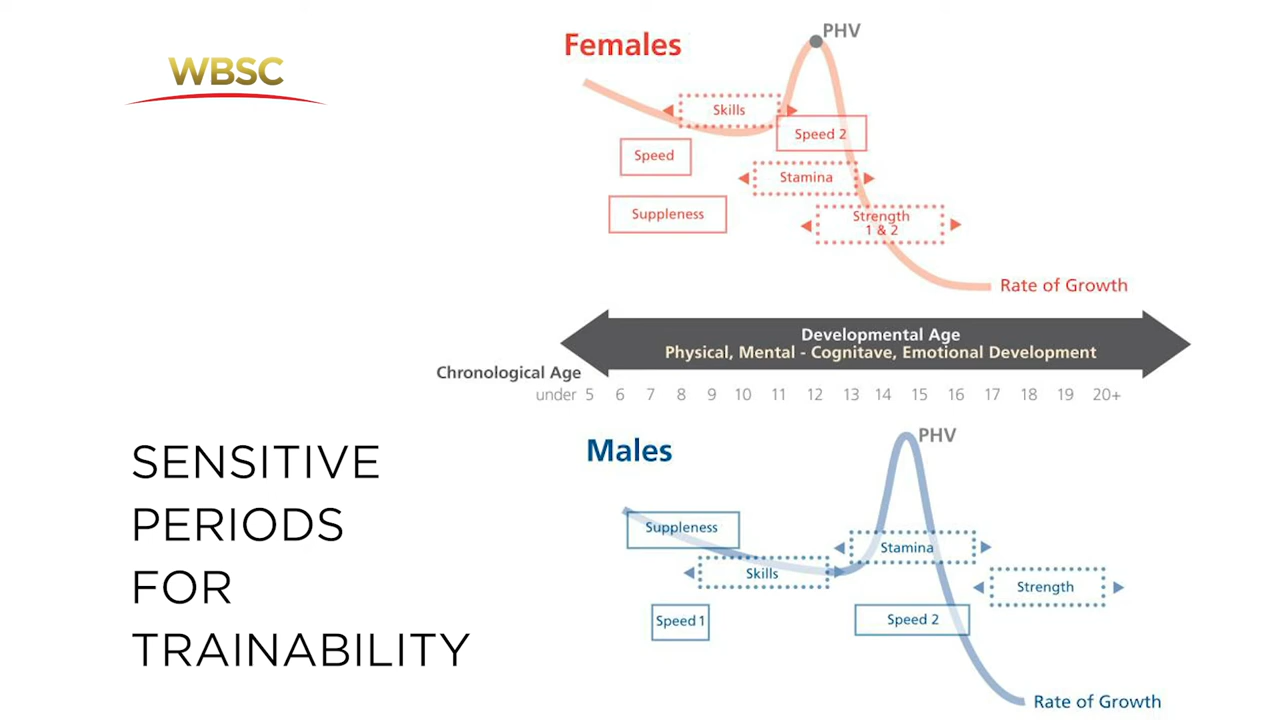 WBSC
Females
PHV
Skills
Speed 2
Speed
Stamina
Suppleness
Strength
1 & 2
Rate of Growth
Developmental Age
Physical, Mental - Cognitave, Emotional Development
Chronological Age
under 5 6 7 8 9 10 11 12 13 14 15 16 17 18 19 20+
Males
PHV
Suppleness
Stamina
Skills
Strength
Speed 1
Speed 2
Rate of Growth
SENSITIVE
PERIODS
FOR
TRAINABILITY